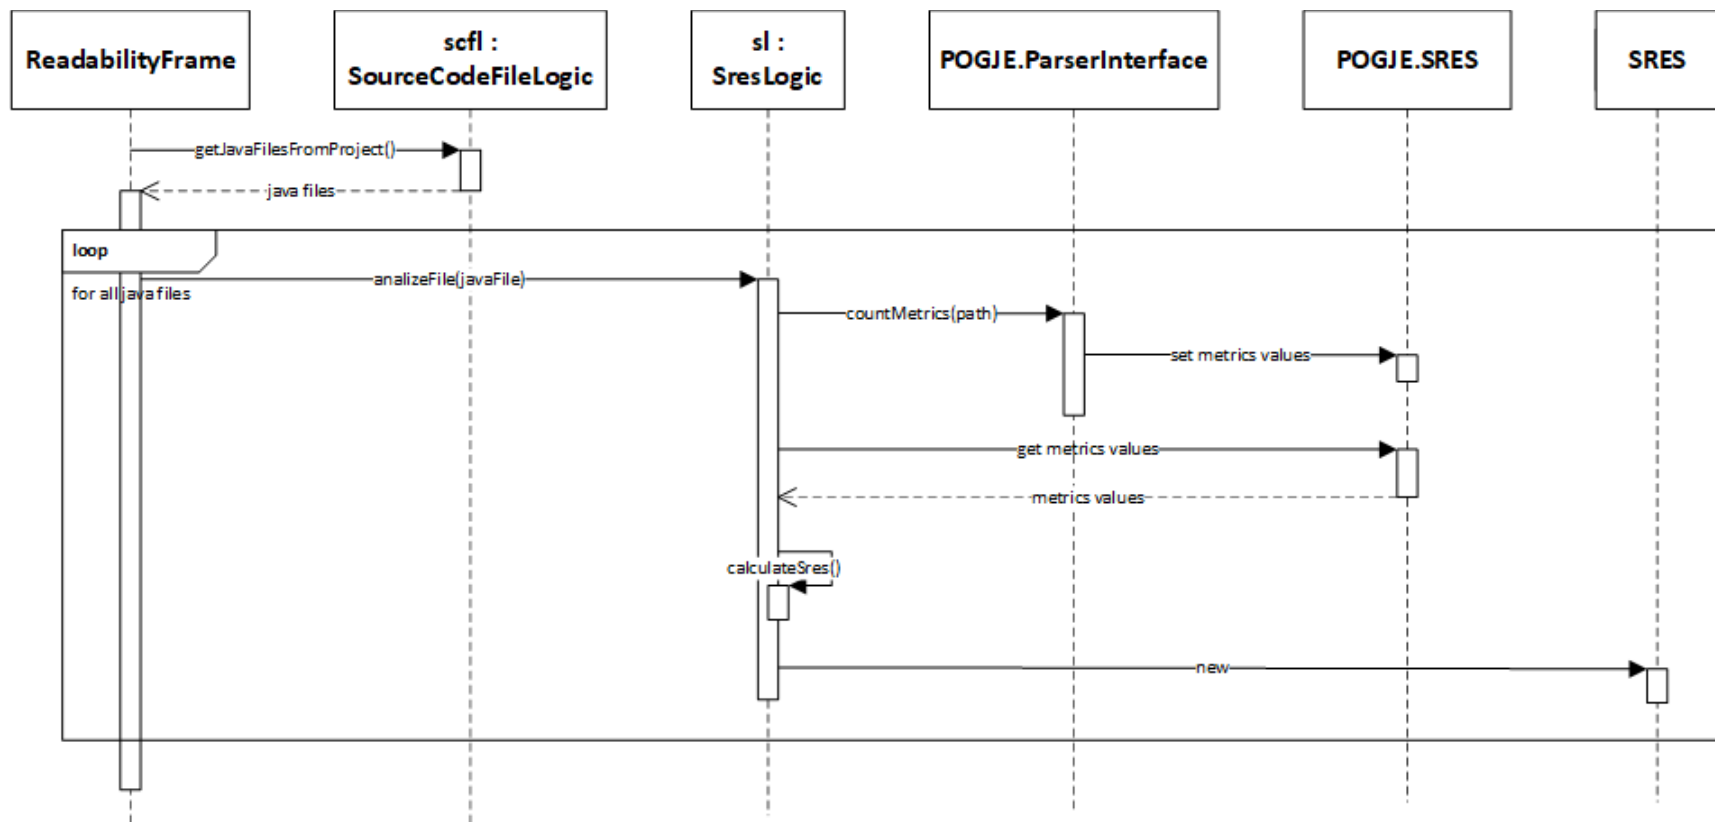 ReadabilityFrame
scfl :
SourceCodeFileLogic
sl :
SresLogic
POGJE.ParserInterface
POGJE.SRES
SRES
getJavaFilesFromProject()
java files
loop
for all java files
analizeFile(javaFile)
countMetrics(path)
set metrics values
get metrics values
metrics values
calculateSres()
new